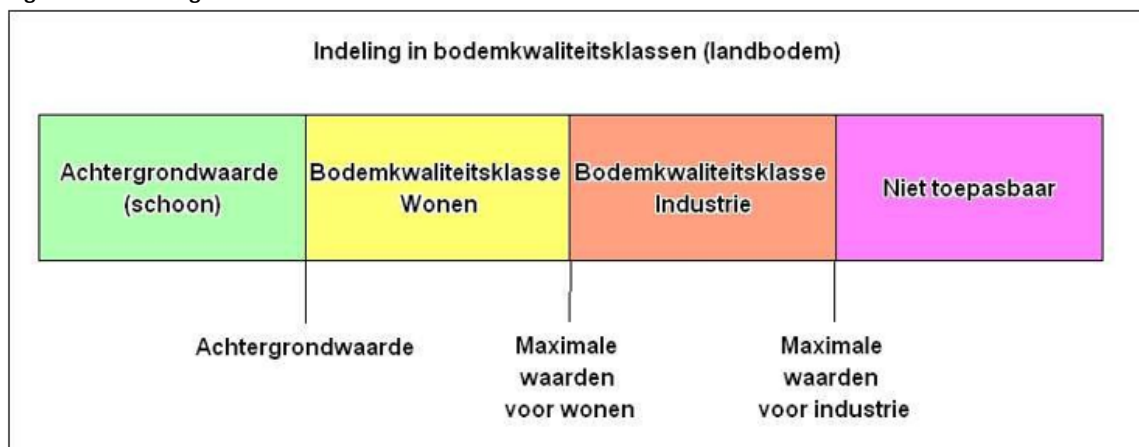 Indeling in bodemkwaliteitsklassen (landbodem)
Achtergrondwaarde
(schoon)
Bodemkwaliteitsklasse
Wonen
Bodemkwaliteitsklasse
Industrie
Niet toepasbaar
Achtergrondwaarde
Maximale
waarden
voor wonen
Maximale
waarden
voor industrie